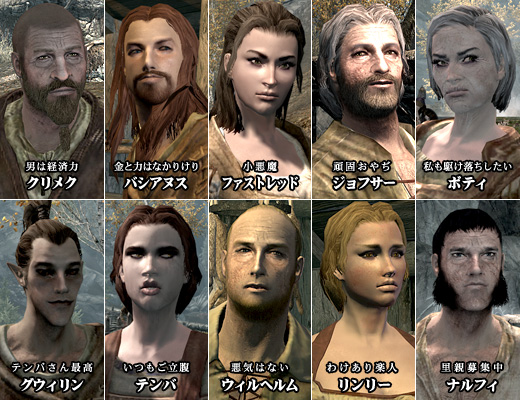 男は経済力
クリメク
金と力はなかりけり
バシアヌス
小悪魔
ファストレッド
頑固おやぢ
ジョフサー
私も駆け落ちしたい
ボティ
テンバさん最高
グウィリン
いつもご立腹
テンバ
悪気はない
ウィルヘルム
わけあり楽人
リンリー
里親募集中
ナルフィ